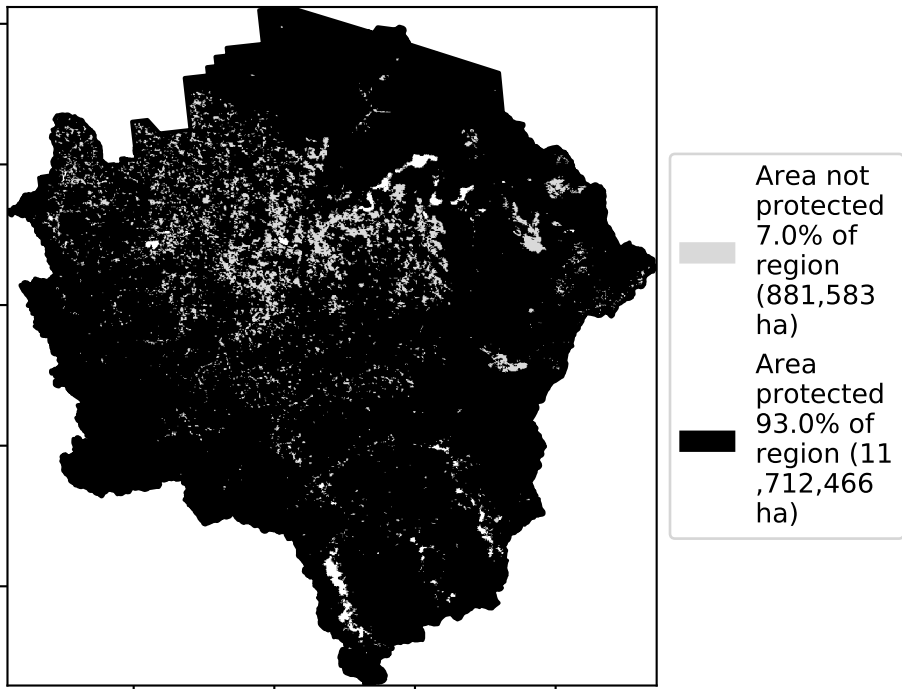 Area not
protected
7.0% of
region
(881,583
ha)
Area
protected
93.0% of
region (11
,712,466
ha)